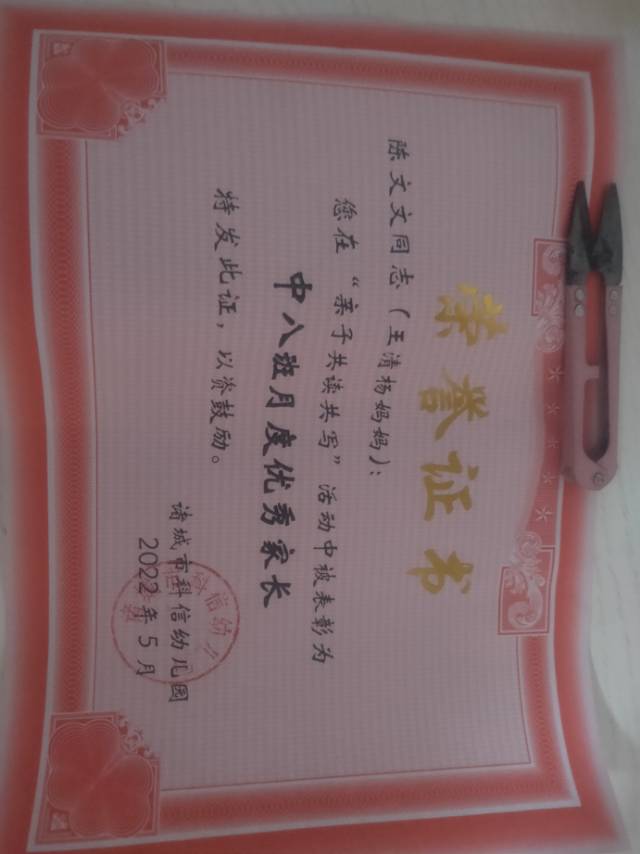 荣誉证书
陈文文同志（王清杨妈妈）：
您在“亲子共读共写”活动中被表彰为
中八班月度优秀家长
特发此证，以资鼓励。
诸城市科信幼儿园
2022年5月